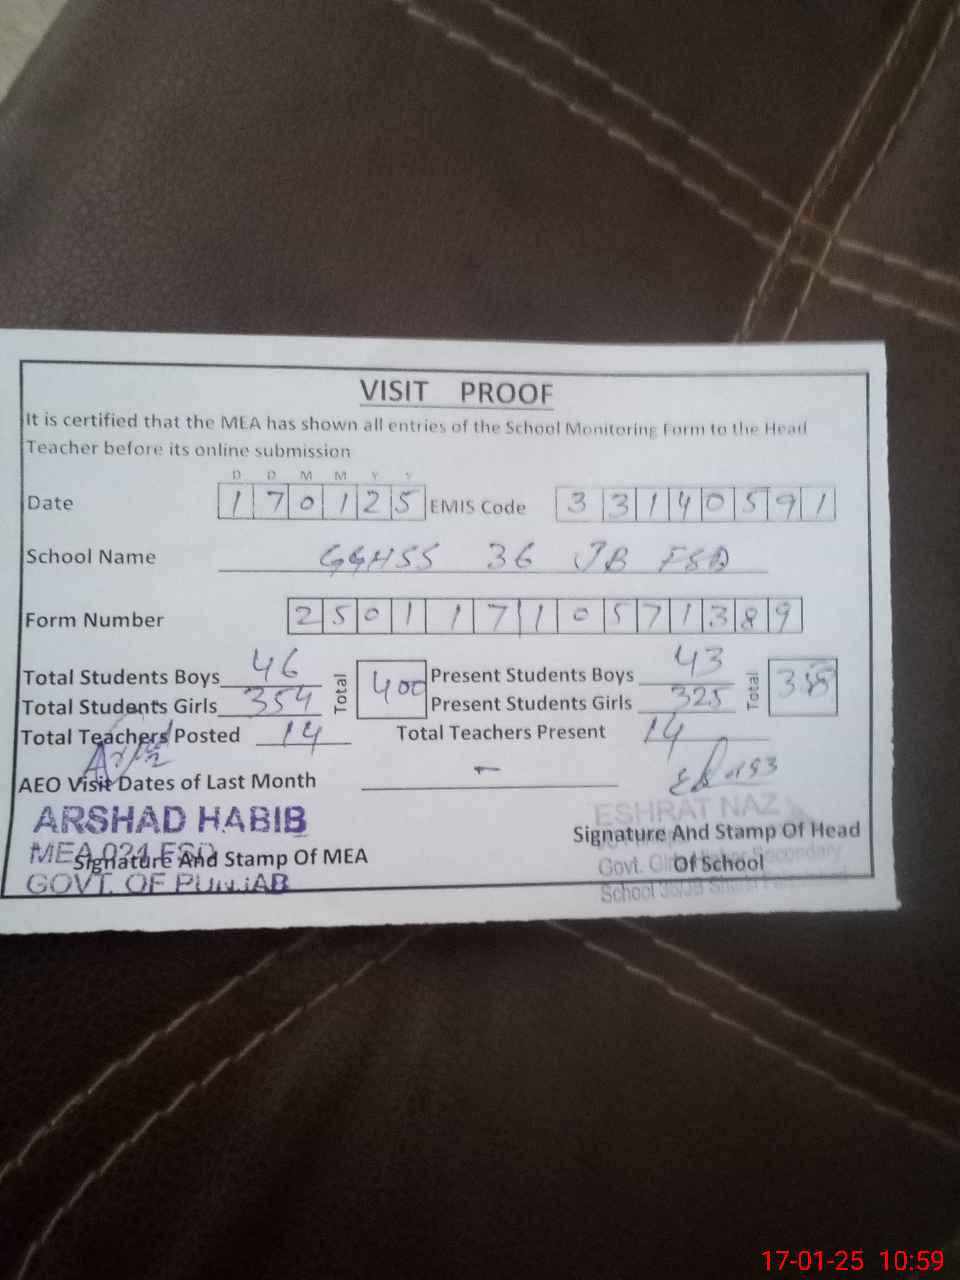 VISIT PROOF
It is certified that the MEA has shown all entries of the School Monitoring Form to the Head
Teacher before its online submission
D D M M Y Y
Date 1 7 0 1 2 5 EMIS Code 3 3 1 4 0 5 9 1
School Name GGHSS 36 JB FSD
Form Number 2 5 0 1 1 7 1 0 5 7 1 3 8 9
Total Students Boys 46 Total 400 Present Students Boys 43 Total
Total Students Girls 354 Present Students Girls 325
Total Teachers Posted 14 Total Teachers Present 14
AEO Visit Dates of Last Month -
ARSHAD HABIB
MEA 024 FSD
GOVT. OF PUNJAB
Signature And Stamp Of MEA
ESHRAT NAZ
Signature And Stamp Of Head
Of School
Govt. Girls Higher Secondary
School
17-01-25 10:59